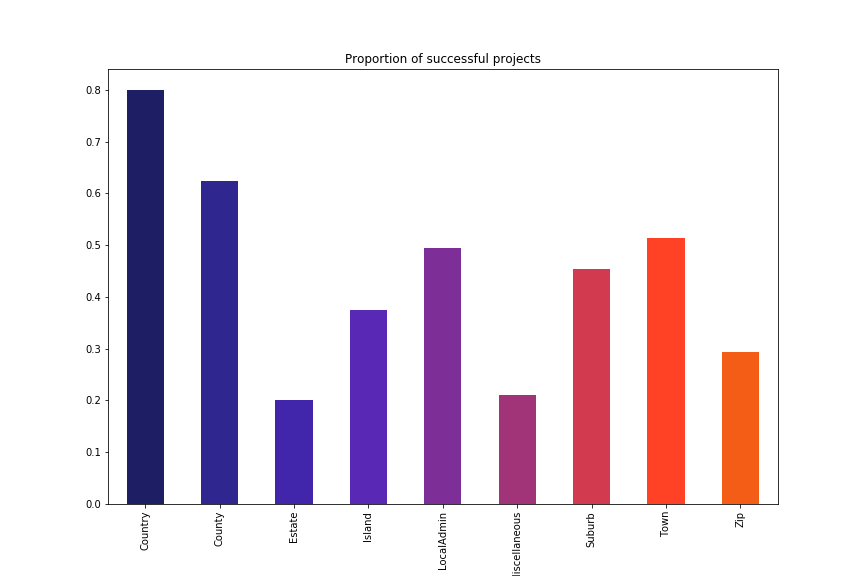 Proportion of successful projects
0.8
0.7
0.6
0.5
0.4
0.3
0.2
0.1
0.0
Country
County
Estate
Island
LocalAdmin
iscellaneous
Suburb
Town
Zip